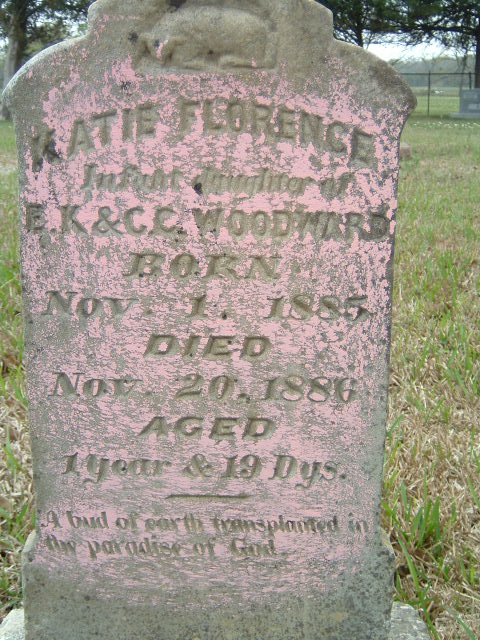 KATIE FLORENCE
Infant daughter of
E.K & C.C. WOODWARD
BORN
Nov. 1. 1885
DIED
Nov. 20, 1886
AGED
1 year & 19 Dys.
A bud of earth transplanted in
the paradise of God.